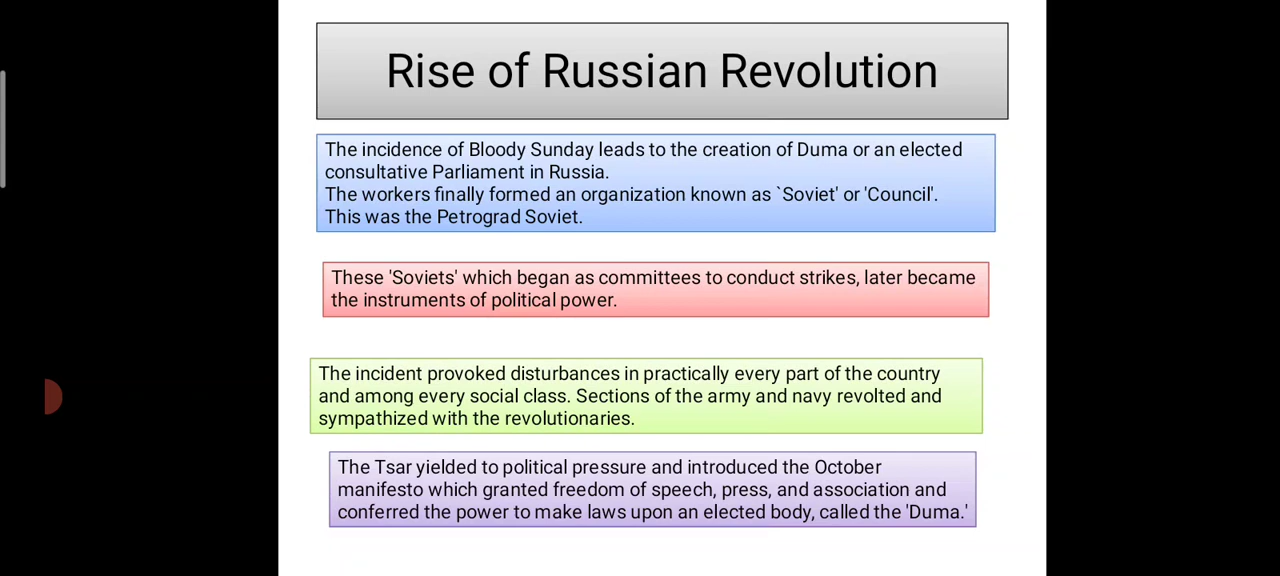 Rise of Russian Revolution
The incidence of Bloody Sunday leads to the creation of Duma or an elected
consultative Parliament in Russia.
The workers finally formed an organization known as `Soviet' or 'Council'.
This was the Petrograd Soviet.
These 'Soviets' which began as committees to conduct strikes, later became
the instruments of political power.
The incident provoked disturbances in practically every part of the country
and among every social class. Sections of the army and navy revolted and
sympathized with the revolutionaries.
The Tsar yielded to political pressure and introduced the October
manifesto which granted freedom of speech, press, and association and
conferred the power to make laws upon an elected body, called the 'Duma.'